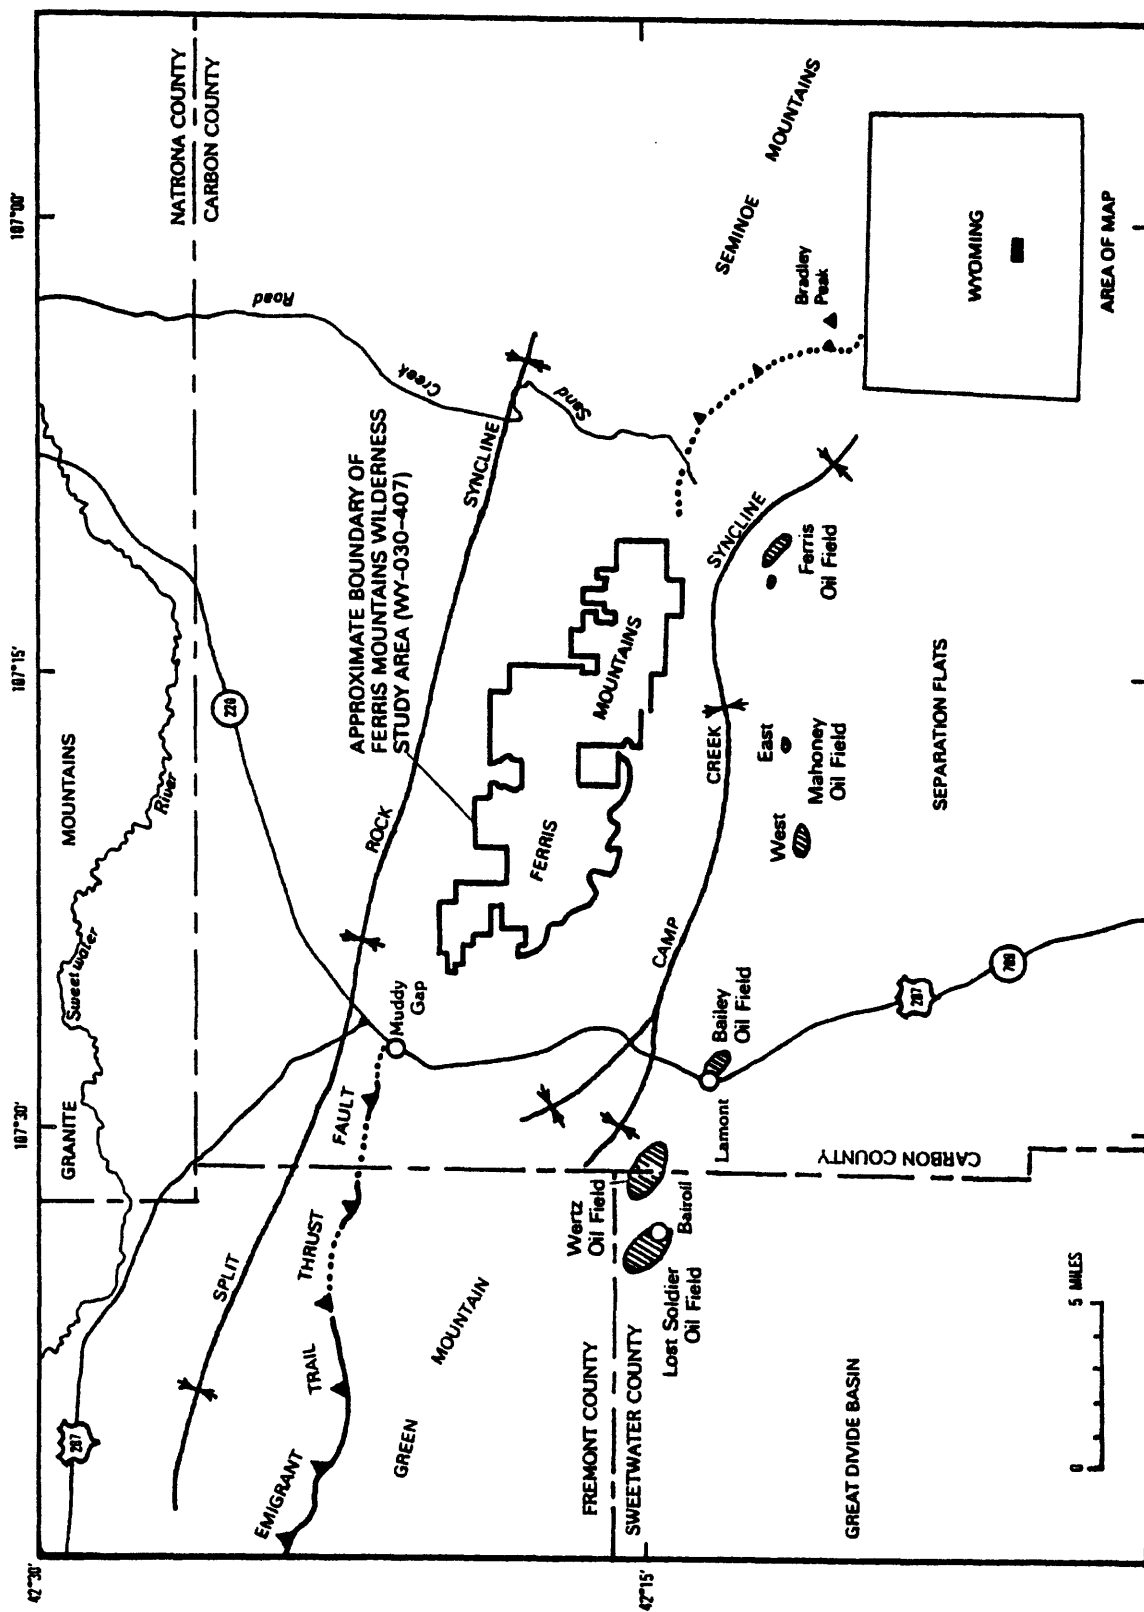 107°30'
107°15'
107°00'
42°30'
42°15'
287
GRANITE
MOUNTAINS
Sweetwater
River
220
NATRONA COUNTY
CARBON COUNTY
Road
Creek
Sand
SPLIT
ROCK
SYNCLINE
EMIGRANT
TRAIL
THRUST
FAULT
Muddy
Gap
APPROXIMATE BOUNDARY OF
FERRIS MOUNTAINS WILDERNESS
STUDY AREA (WY-030-407)
GREEN
MOUNTAIN
FERRIS
MOUNTAINS
SEMINOE
MOUNTAINS
Bradley
Peak
FREMONT COUNTY
SWEETWATER COUNTY
Wertz
Oil Field
Bairoil
Lost Soldier
Oil Field
Lamont
Bailey
Oil Field
CAMP
CREEK
SYNCLINE
West
East
Mahoney
Oil Field
Ferris
Oil Field
CARBON COUNTY
287
789
GREAT DIVIDE BASIN
SEPARATION FLATS
0
5 MILES
WYOMING
AREA OF MAP